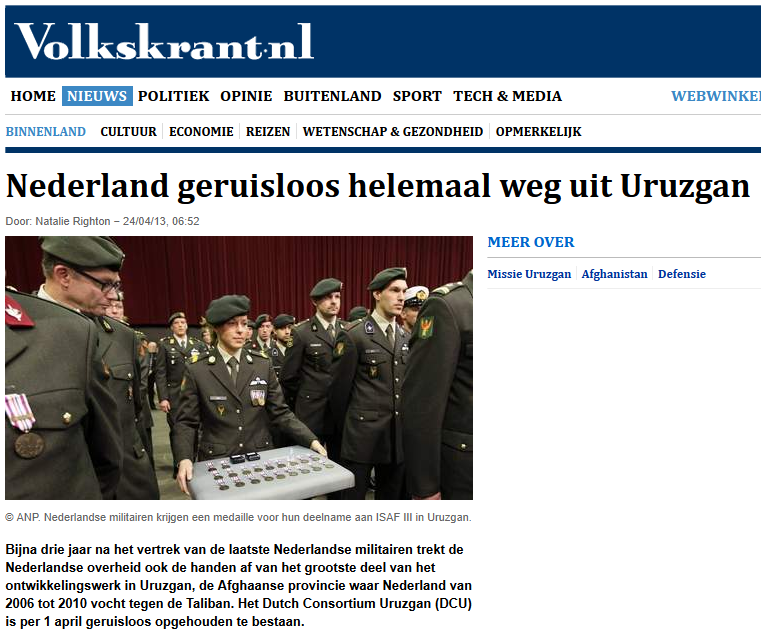 Volkskrant.nl
HOME NIEUWS POLITIEK OPINIE BUITENLAND SPORT TECH & MEDIA WEBWINKEL
BINNENLAND CULTUUR ECONOMIE REIZEN WETENSCHAP & GEZONDHEID OPMERKELIJK
Nederland geruisloos helemaal weg uit Uruzgan
Door: Natalie Righton − 24/04/13, 06:52
MEER OVER
Missie Uruzgan Afghanistan Defensie
© ANP. Nederlandse militairen krijgen een medaille voor hun deelname aan ISAF III in Uruzgan.
Bijna drie jaar na het vertrek van de laatste Nederlandse militairen trekt de
Nederlandse overheid ook de handen af van het grootste deel van het
ontwikkelingswerk in Uruzgan, de Afghaanse provincie waar Nederland van
2006 tot 2010 vocht tegen de Taliban. Het Dutch Consortium Uruzgan (DCU)
is per 1 april geruisloos opgehouden te bestaan.